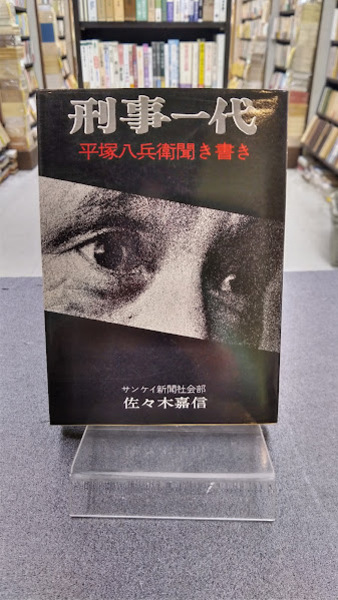 刑事一代
平塚八兵衛聞き書き
サンケイ新聞社会部
佐々木嘉信